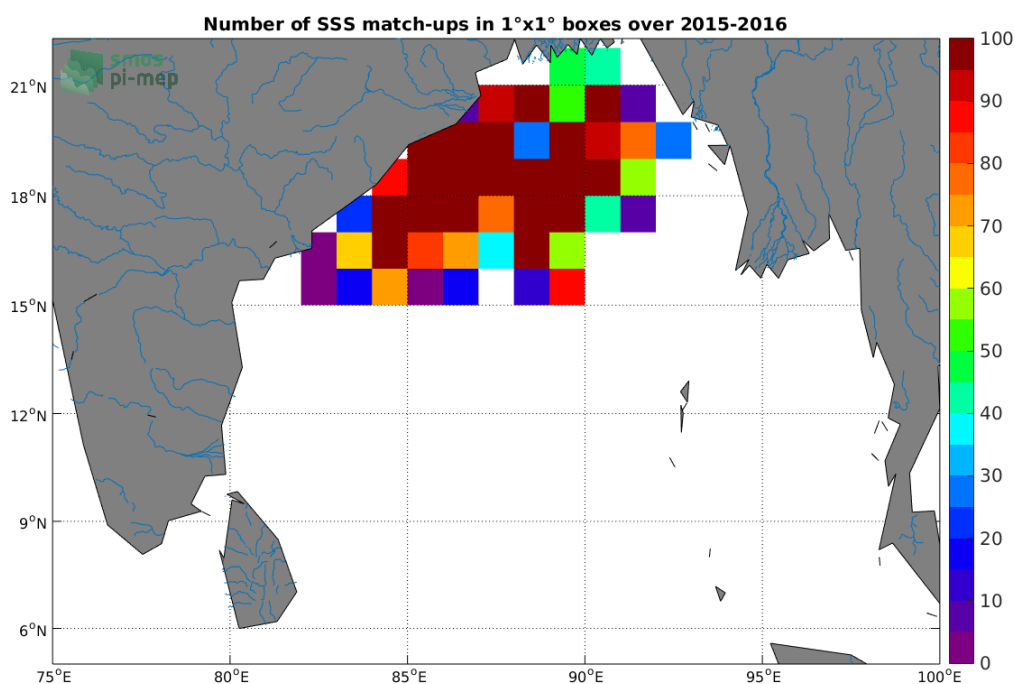 Number of SSS match-ups in 1°x1° boxes over 2015-2016
smos
pi-mep
21°N
18°N
15°N
12°N
9°N
6°N
75°E
80°E
85°E
90°E
95°E
100°E
100
90
80
70
60
50
40
30
20
10
0